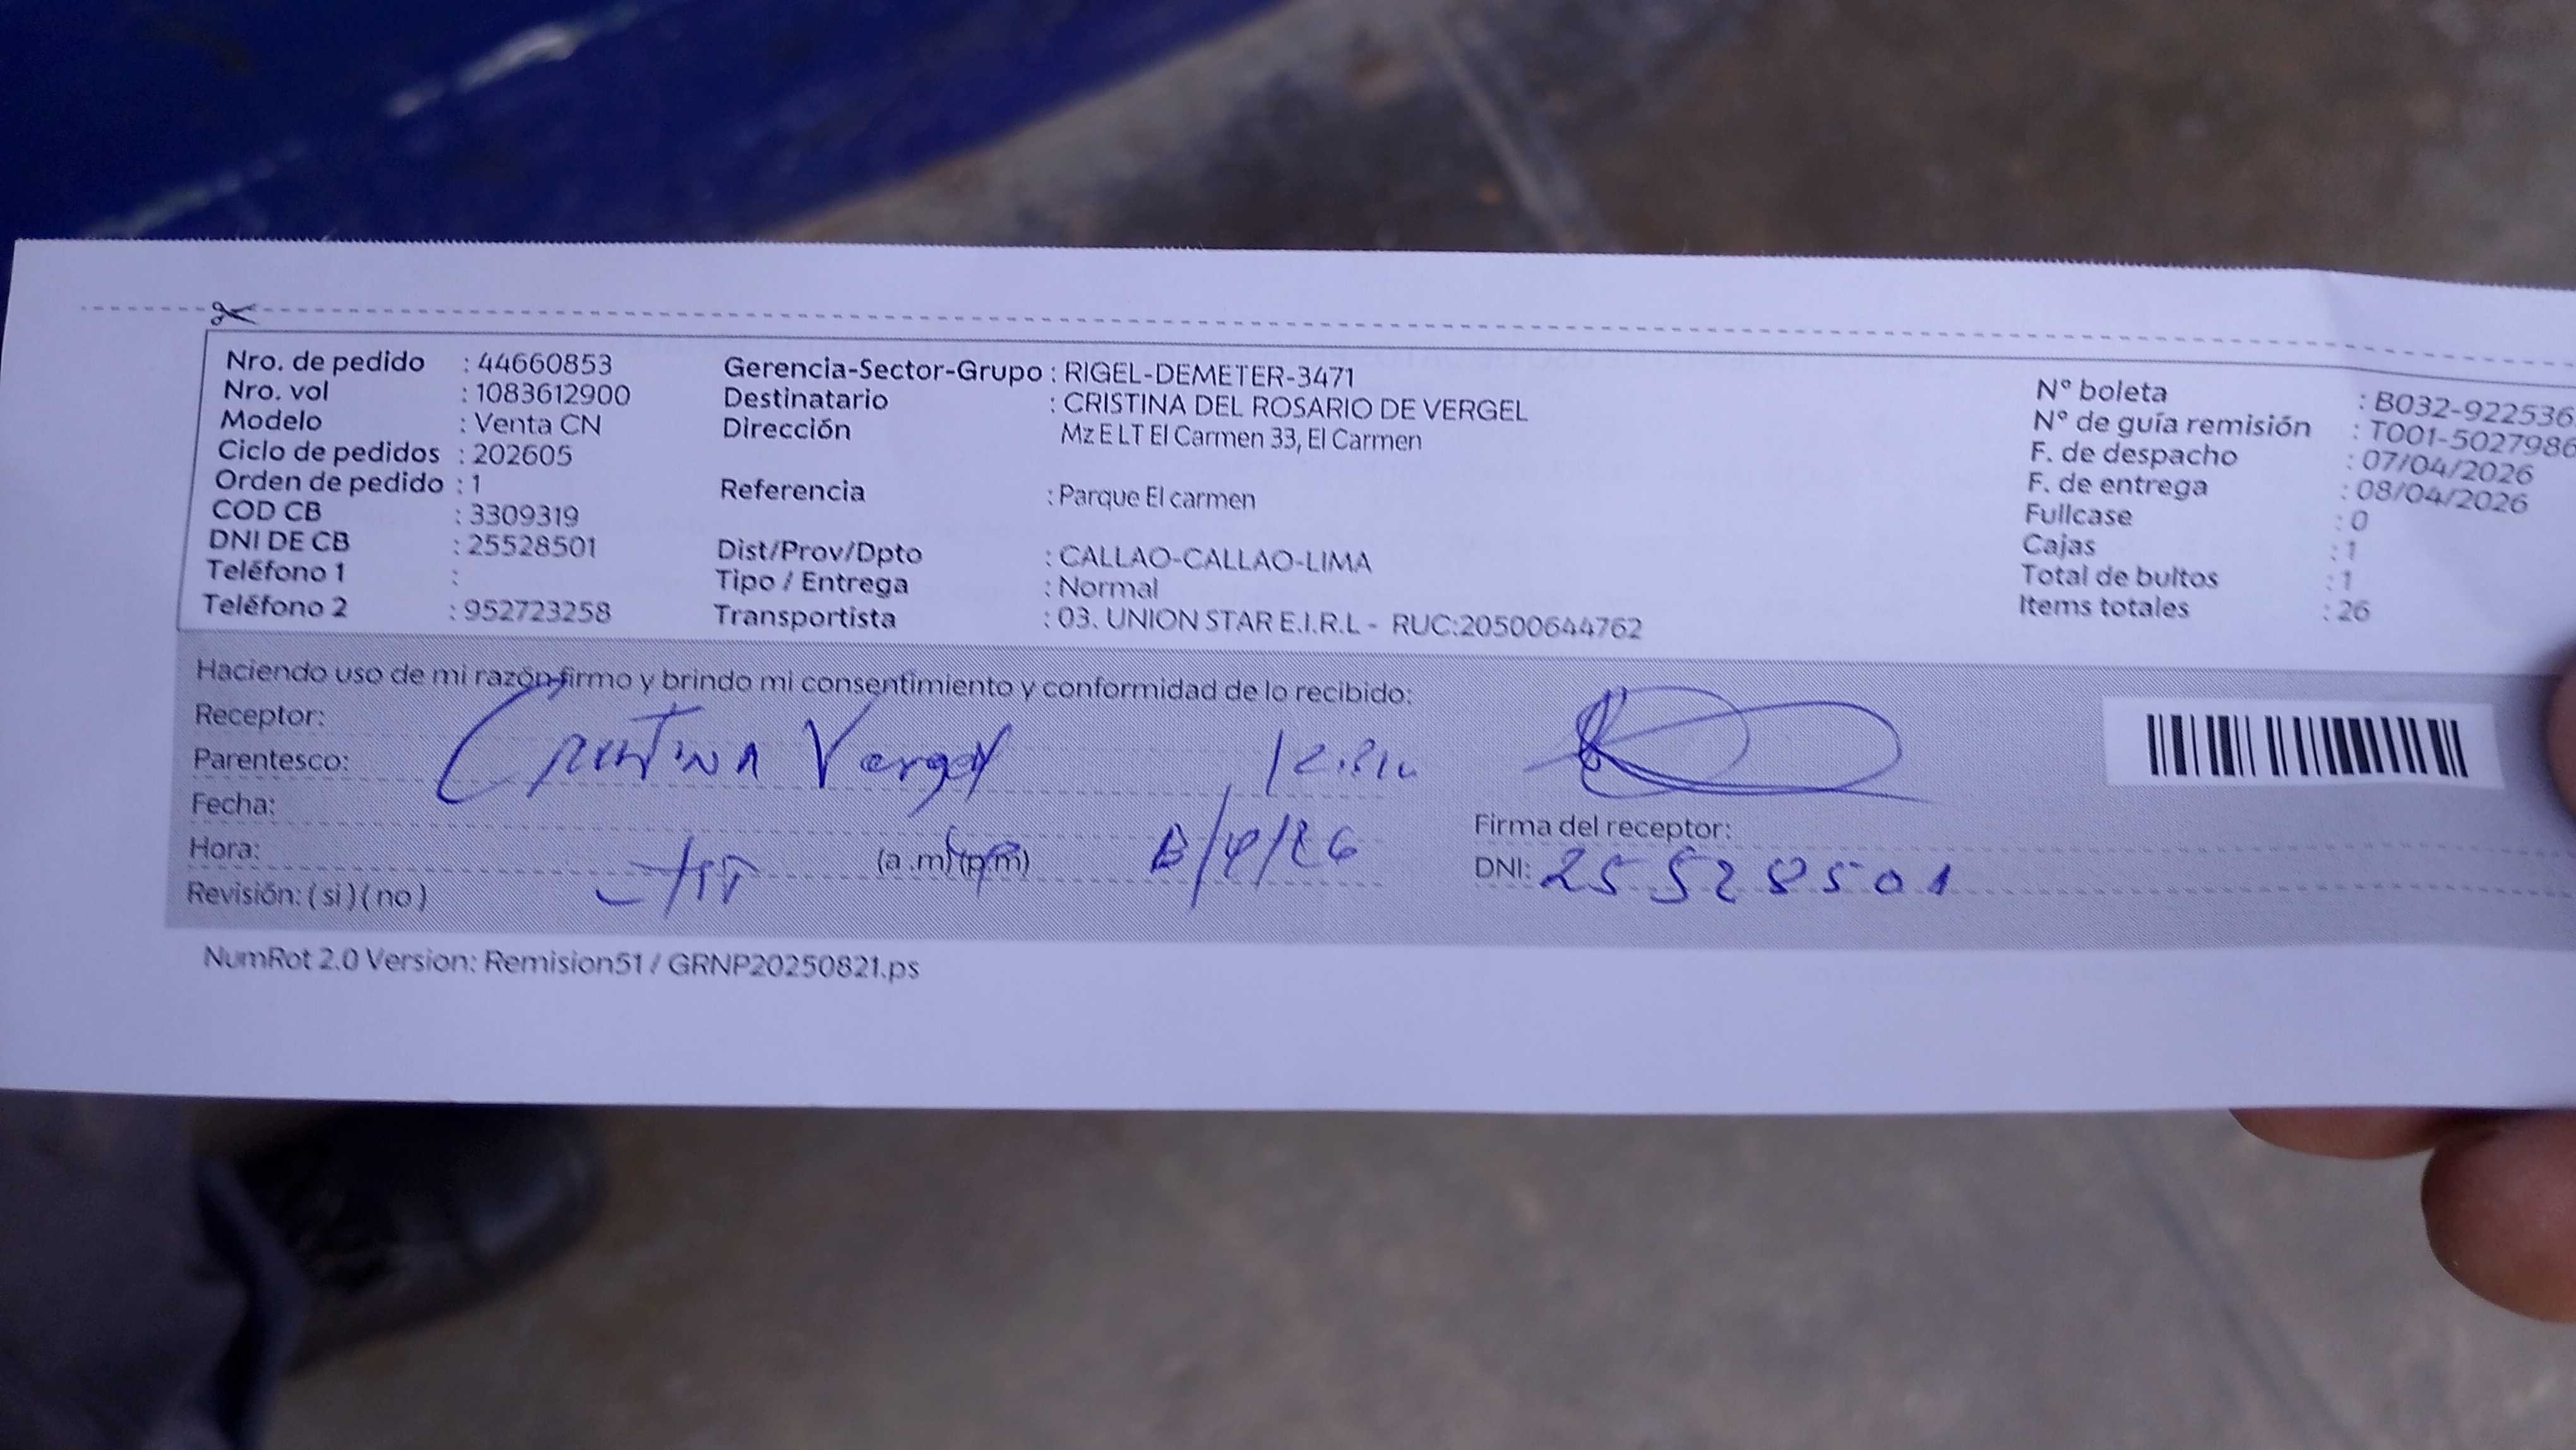 Nro. de pedido : 44660853
Nro. vol : 1083612900
Modelo : Venta CN
Ciclo de pedidos : 202605
Orden de pedido : 1
COD CB : 3309319
DNI DE CB : 25528501
Teléfono 1 :
Teléfono 2 : 952723258
Gerencia-Sector-Grupo : RIGEL-DEMETER-3471
Destinatario : CRISTINA DEL ROSARIO DE VERGEL
Dirección Mz E LT El Carmen 33, El Carmen
Referencia : Parque El carmen
Dist/Prov/Dpto : CALLAO-CALLAO-LIMA
Tipo / Entrega : Normal
Transportista : 03. UNION STAR E.I.R.L - RUC:20500644762
N° boleta : B032-922536
N° de guía remisión : T001-5027986
F. de despacho : 07/04/2026
F. de entrega : 08/04/2026
Fullcase : 0
Cajas : 1
Total de bultos : 1
Items totales : 26
Haciendo uso de mi razón firmo y brindo mi consentimiento y conformidad de lo recibido:
Receptor:
Cristina Vergel
Parentesco:
Fecha:
Hora: (a.m)(p.m)
Revisión: (si)(no)
Firma del receptor:
DNI: 25528501
NumRot 2.0 Version: Remision51 / GRNP20250821.ps